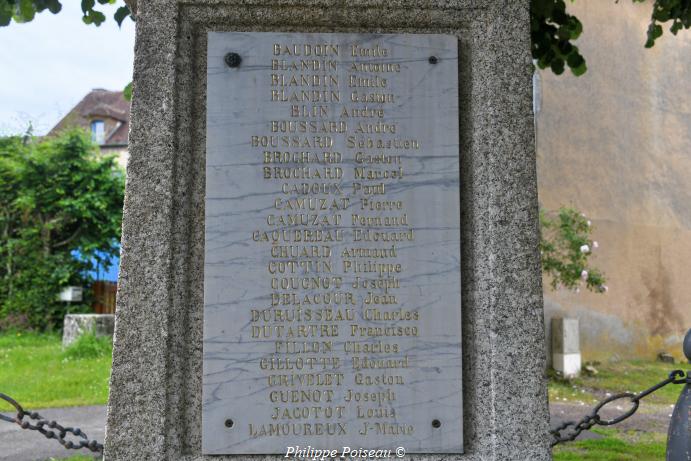 BAUDOIN Emile
BLANDIN Antoine
BLANDIN Emile
BLANDIN Gaston
BLIN André
BOUSSARD André
BOUSSARD Sébastien
BROCHARD Gaston
BROCHARD Marcel
CADOUX Paul
CAMUZAT Pierre
CAMUZAT Fernand
CAQUEREAU Edouard
CHUARD Armand
COTTIN Philippe
COUGNOT Joseph
DELACOUR Jean
DURUISSEAU Charles
DUTARTRE Francisco
FILLON Charles
GILLOTTE Edouard
GRIVELET Gaston
GUENOT Joseph
JACOTOT Louis
LAMOUREUX J-Marie
Philippe Poiseau ©